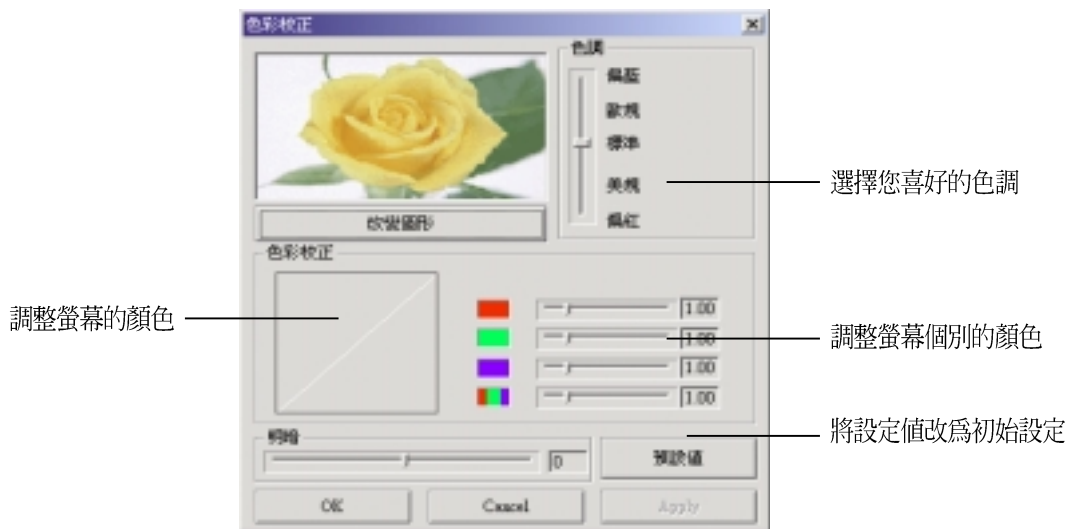 色彩校正
色調
偏藍
歐規
標準
美規
偏紅
選擇您喜好的色調
改變圖形
色彩校正
調整螢幕的顏色
1.00
1.00
調整螢幕個別的顏色
1.00
1.00
將設定值改為初始設定
明暗
0
預設值
OK
Cancel
Apply